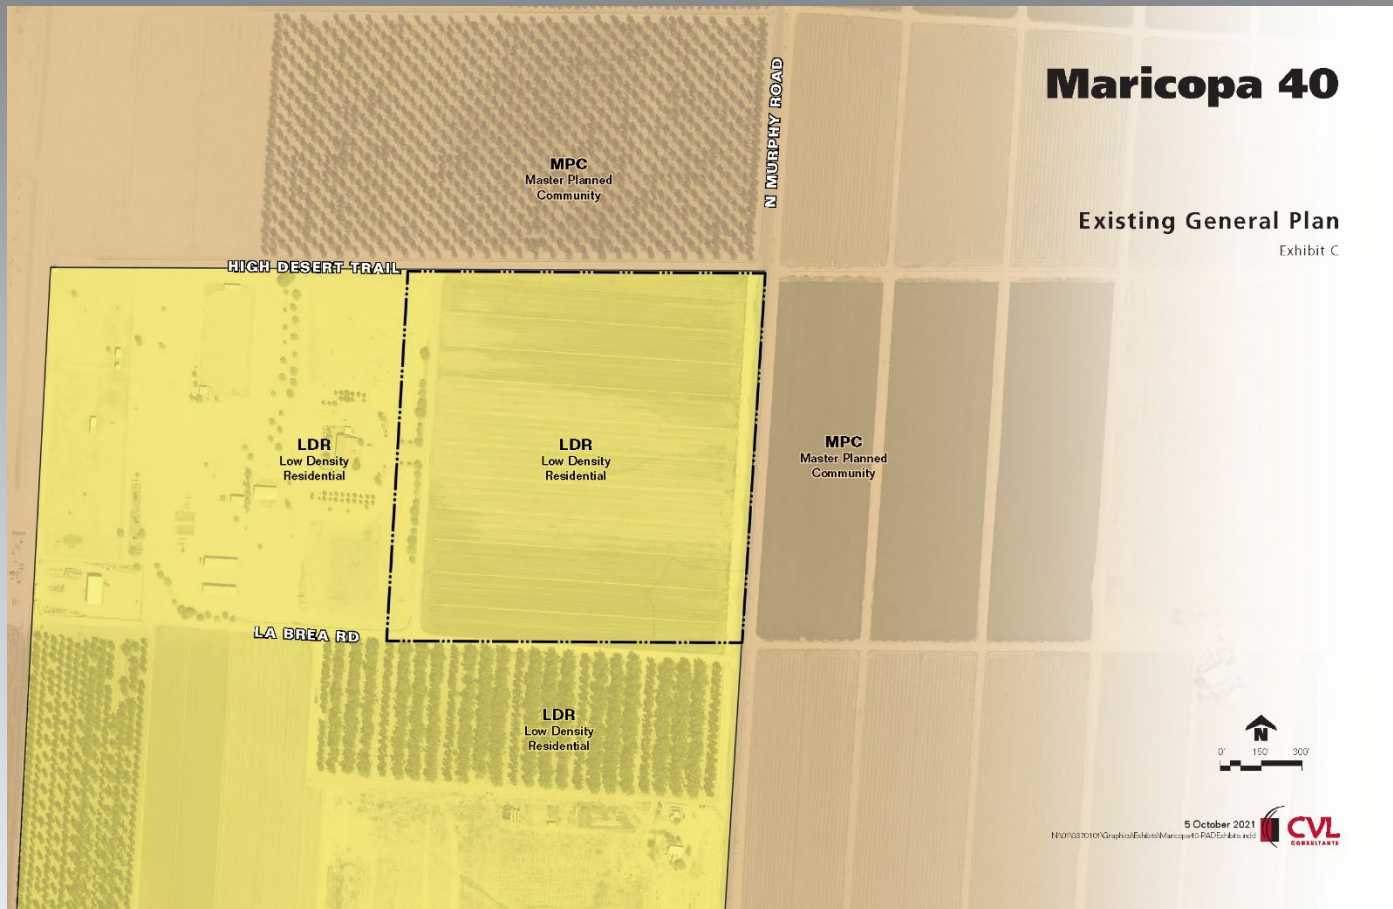 Maricopa 40
Existing General Plan
Exhibit C
N MURPHY ROAD
MPC
Master Planned
Community
HIGH DESERT TRAIL
LDR
Low Density
Residential
LDR
Low Density
Residential
MPC
Master Planned
Community
LA BREA RD
LDR
Low Density
Residential
N
0' 150' 300'
5 October 2021
CVL
CONSULTANTS